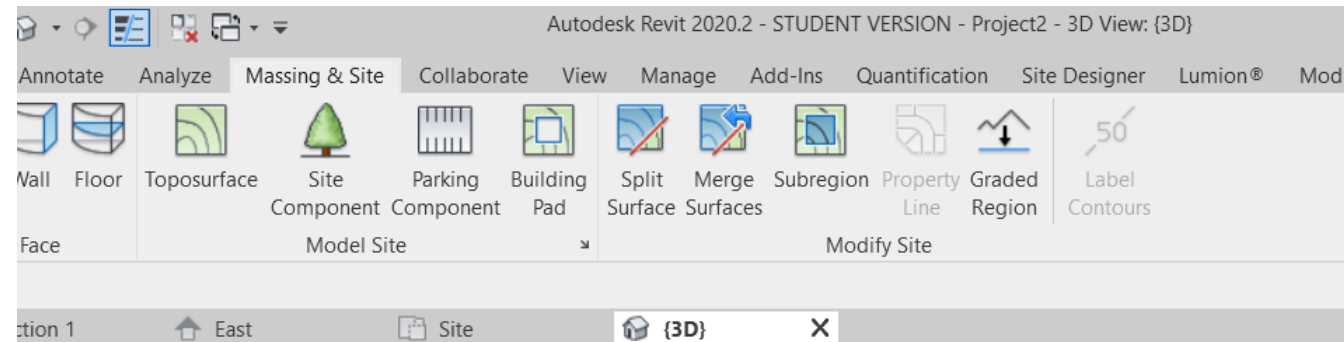 Autodesk Revit 2020.2 - STUDENT VERSION - Project2 - 3D View: {3D}
Annotate Analyze Massing & Site Collaborate View Manage Add-Ins Quantification Site Designer Lumion® Mod
Wall Floor Toposurface Site Component Parking Component Building Pad Split Surface Merge Surfaces Subregion Property Line Graded Region 50 Label Contours
Face Model Site Modify Site
ction 1 East Site {3D}